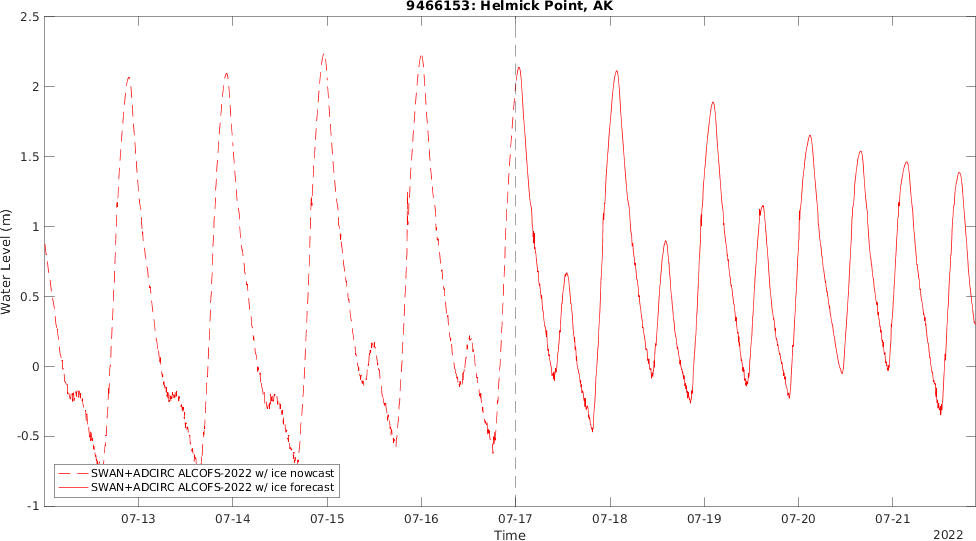 9466153: Helmick Point, AK
2.5
2
1.5
1
0.5
0
-0.5
-1
Water Level (m)
SWAN+ADCIRC ALCOFS-2022 w/ ice nowcast
SWAN+ADCIRC ALCOFS-2022 w/ ice forecast
07-13 07-14 07-15 07-16 07-17 07-18 07-19 07-20 07-21
Time
2022